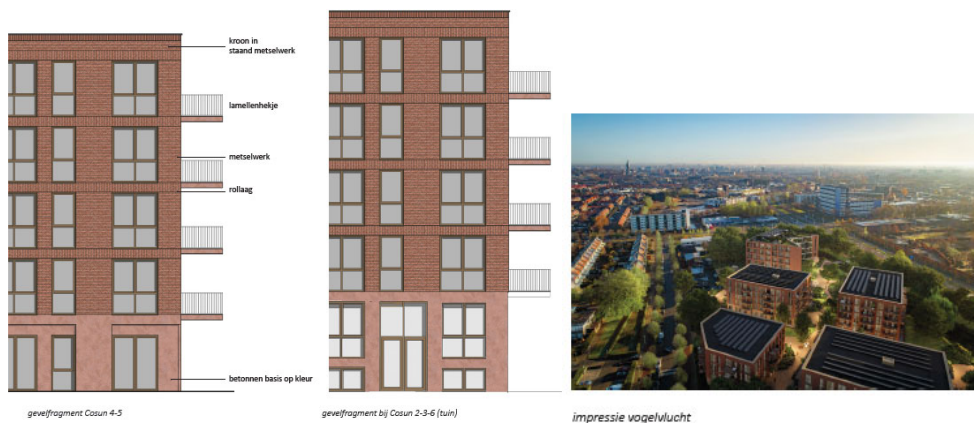 kroon in
staand metselwerk
lamellenhekje
metselwerk
rollaag
betonnen basis op kleur
gevelfragment Cosun 4-5
gevelfragment bij Cosun 2-3-6 (tuin)
impressie vogelvlucht